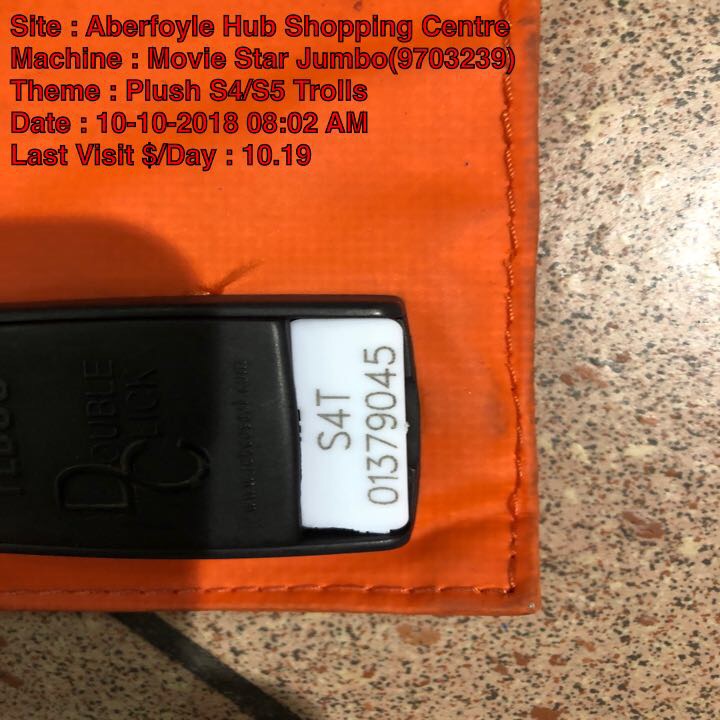 Site : Aberfoyle Hub Shopping Centre
Machine : Movie Star Jumbo(9703239)
Theme : Plush S4/S5 Trolls
Date : 10-10-2018 08:02 AM
Last Visit $/Day : 10.19
DOUBLE
CLICK
S4T
01379045